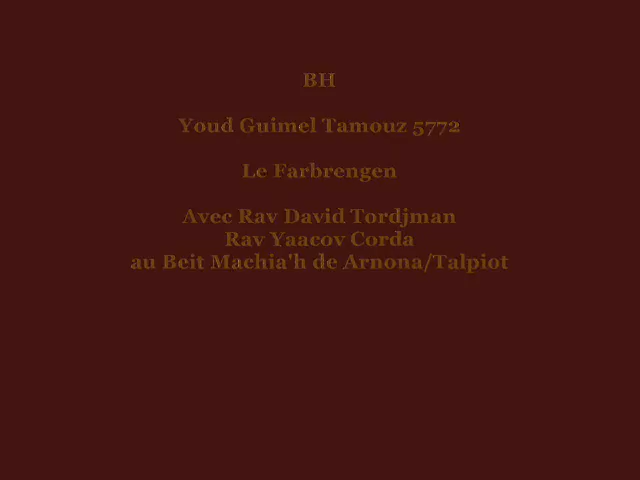 BH
Youd Guimel Tamouz 5772
Le Farbrengen
Avec Rav David Tordjman
Rav Yaacov Corda
au Beit Machia'h de Arnona/Talpiot